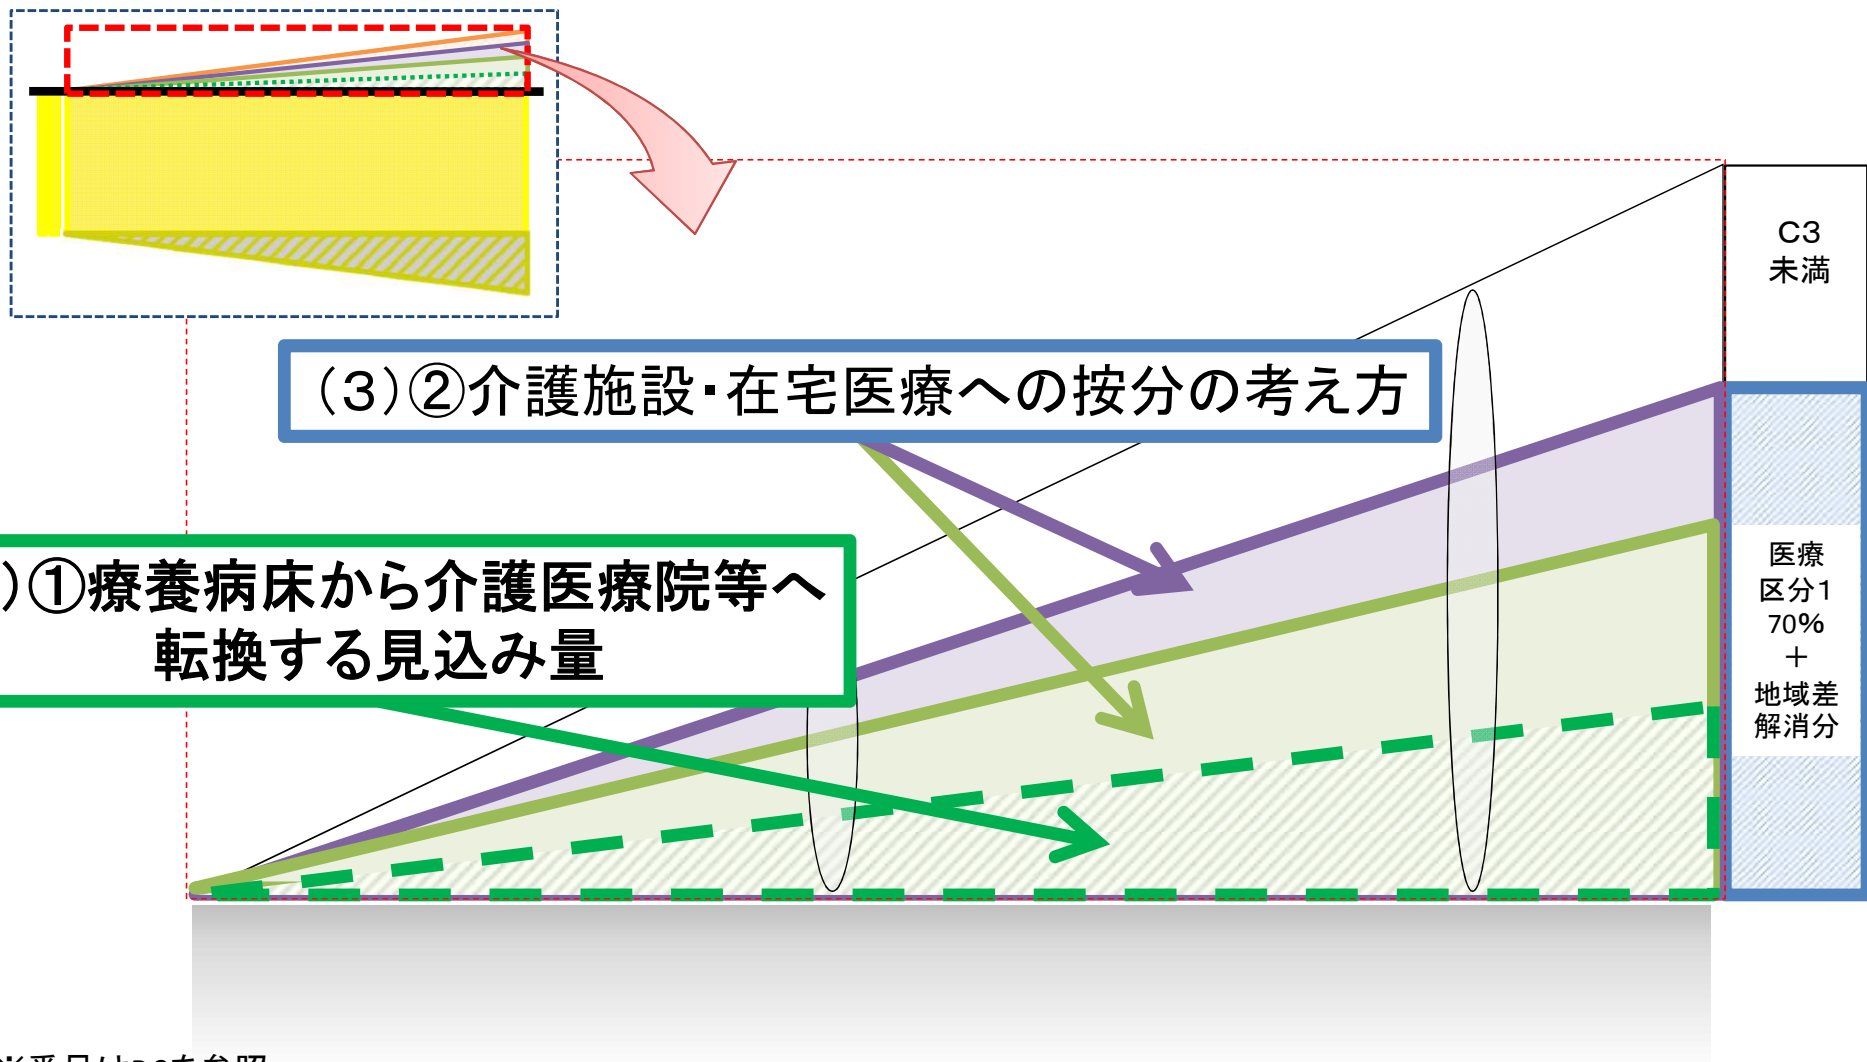 C3
未満
（3）②介護施設・在宅医療への按分の考え方
）①療養病床から介護医療院等へ
転換する見込み量
医療
区分1
70%
＋
地域差
解消分